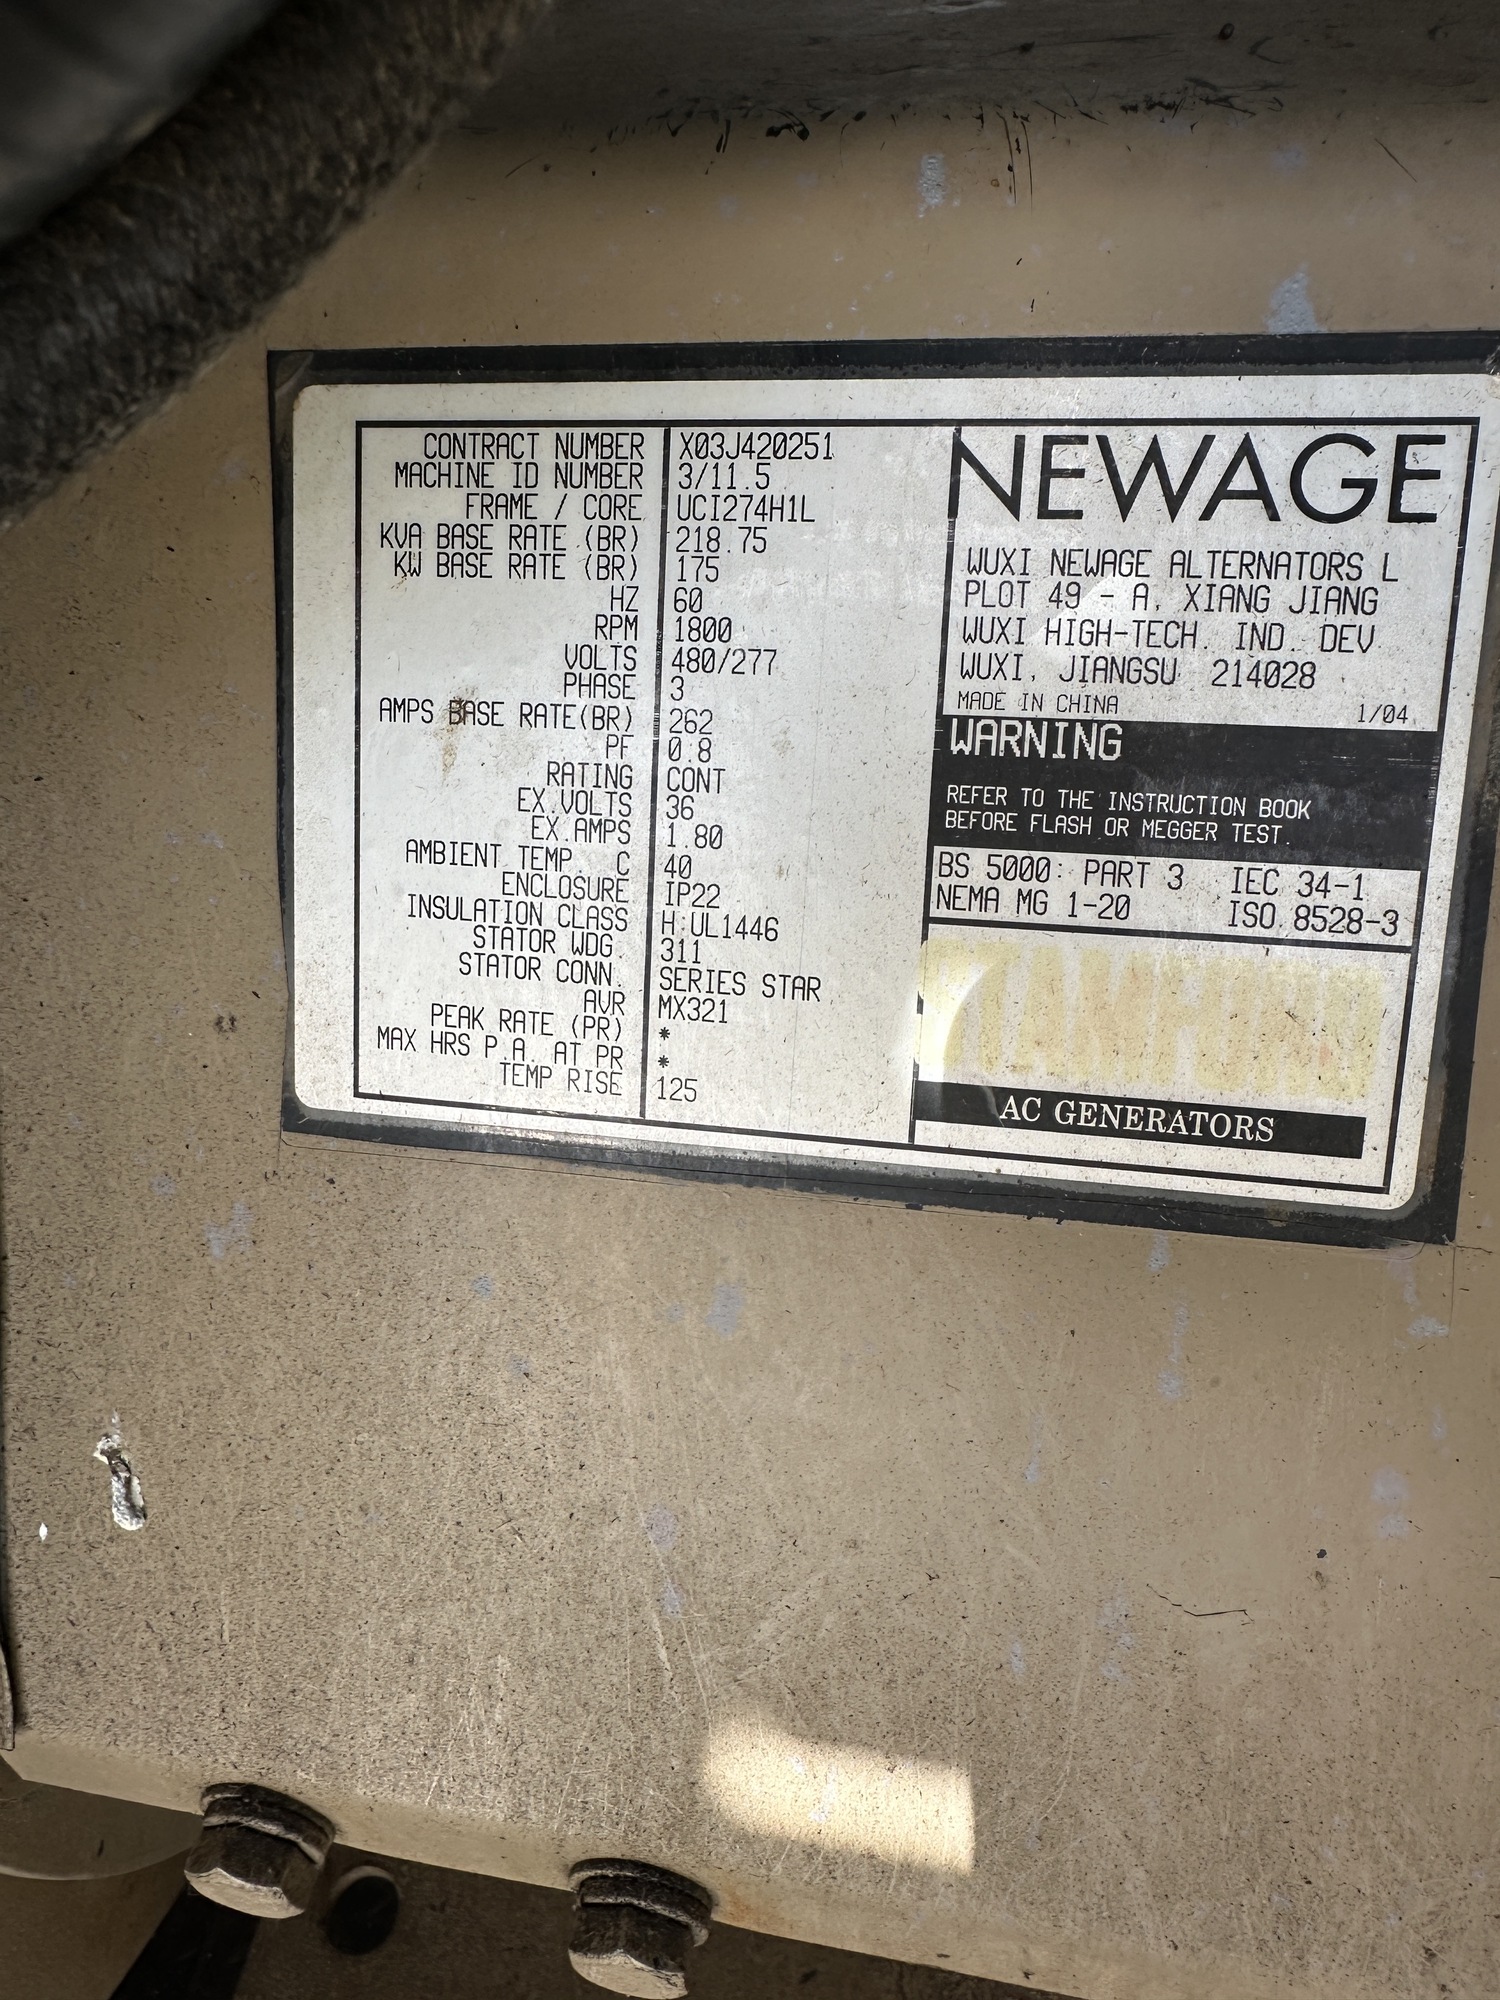 CONTRACT NUMBER X03J420251
MACHINE ID NUMBER 3/11.5
FRAME / CORE UCI274H1L
KVA BASE RATE (BR) 218.75
KW BASE RATE (BR) 175
HZ 60
RPM 1800
VOLTS 480/277
PHASE 3
AMPS BASE RATE(BR) 262
PF 0.8
RATING CONT
EX.VOLTS 36
EX.AMPS 1.80
AMBIENT TEMP. C 40
ENCLOSURE IP22
INSULATION CLASS H:UL1446
STATOR WDG. 311
STATOR CONN. SERIES STAR
AVR MX321
PEAK RATE (PR) *
MAX HRS P.A. AT PR *
TEMP RISE 125
NEWAGE
WUXI NEWAGE ALTERNATORS L
PLOT 49 - A, XIANG JIANG
WUXI HIGH-TECH. IND. DEV.
WUXI, JIANGSU 214028
MADE IN CHINA 1/04
WARNING
REFER TO THE INSTRUCTION BOOK
BEFORE FLASH OR MEGGER TEST.
BS 5000: PART 3 IEC 34-1
NEMA MG 1-20 ISO 8528-3
STAMFORD
AC GENERATORS